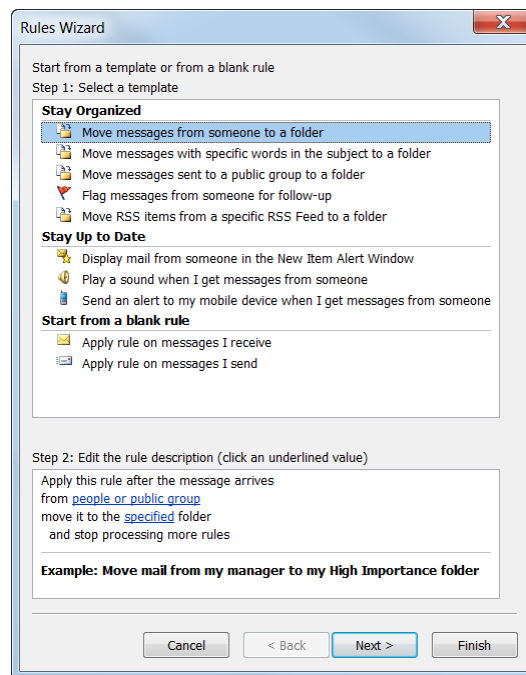 Rules Wizard
Start from a template or from a blank rule
Step 1: Select a template
Stay Organized
Move messages from someone to a folder
Move messages with specific words in the subject to a folder
Move messages sent to a public group to a folder
Flag messages from someone for follow-up
Move RSS items from a specific RSS Feed to a folder
Stay Up to Date
Display mail from someone in the New Item Alert Window
Play a sound when I get messages from someone
Send an alert to my mobile device when I get messages from someone
Start from a blank rule
Apply rule on messages I receive
Apply rule on messages I send
Step 2: Edit the rule description (click an underlined value)
Apply this rule after the message arrives
from people or public group
move it to the specified folder
and stop processing more rules
Example: Move mail from my manager to my High Importance folder
Cancel < Back Next > Finish